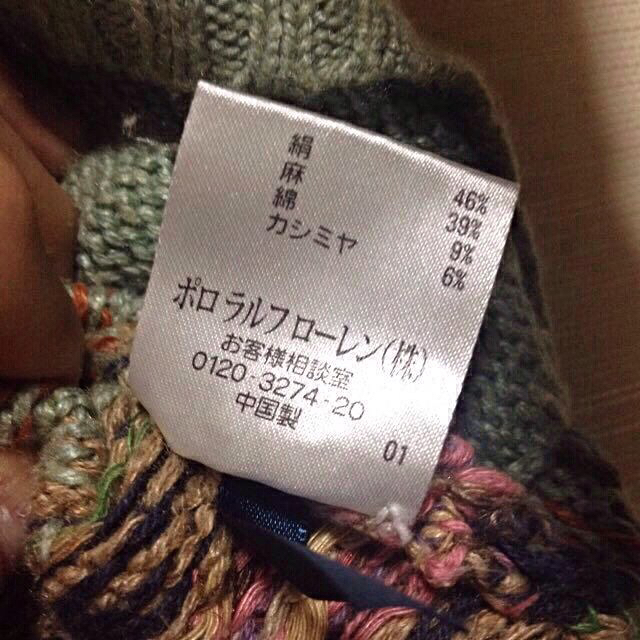 絹 46%
麻 39%
綿 9%
カシミヤ 6%
ポロ ラルフ ローレン(株)
お客様相談室
0120-3274-20
中国製
01